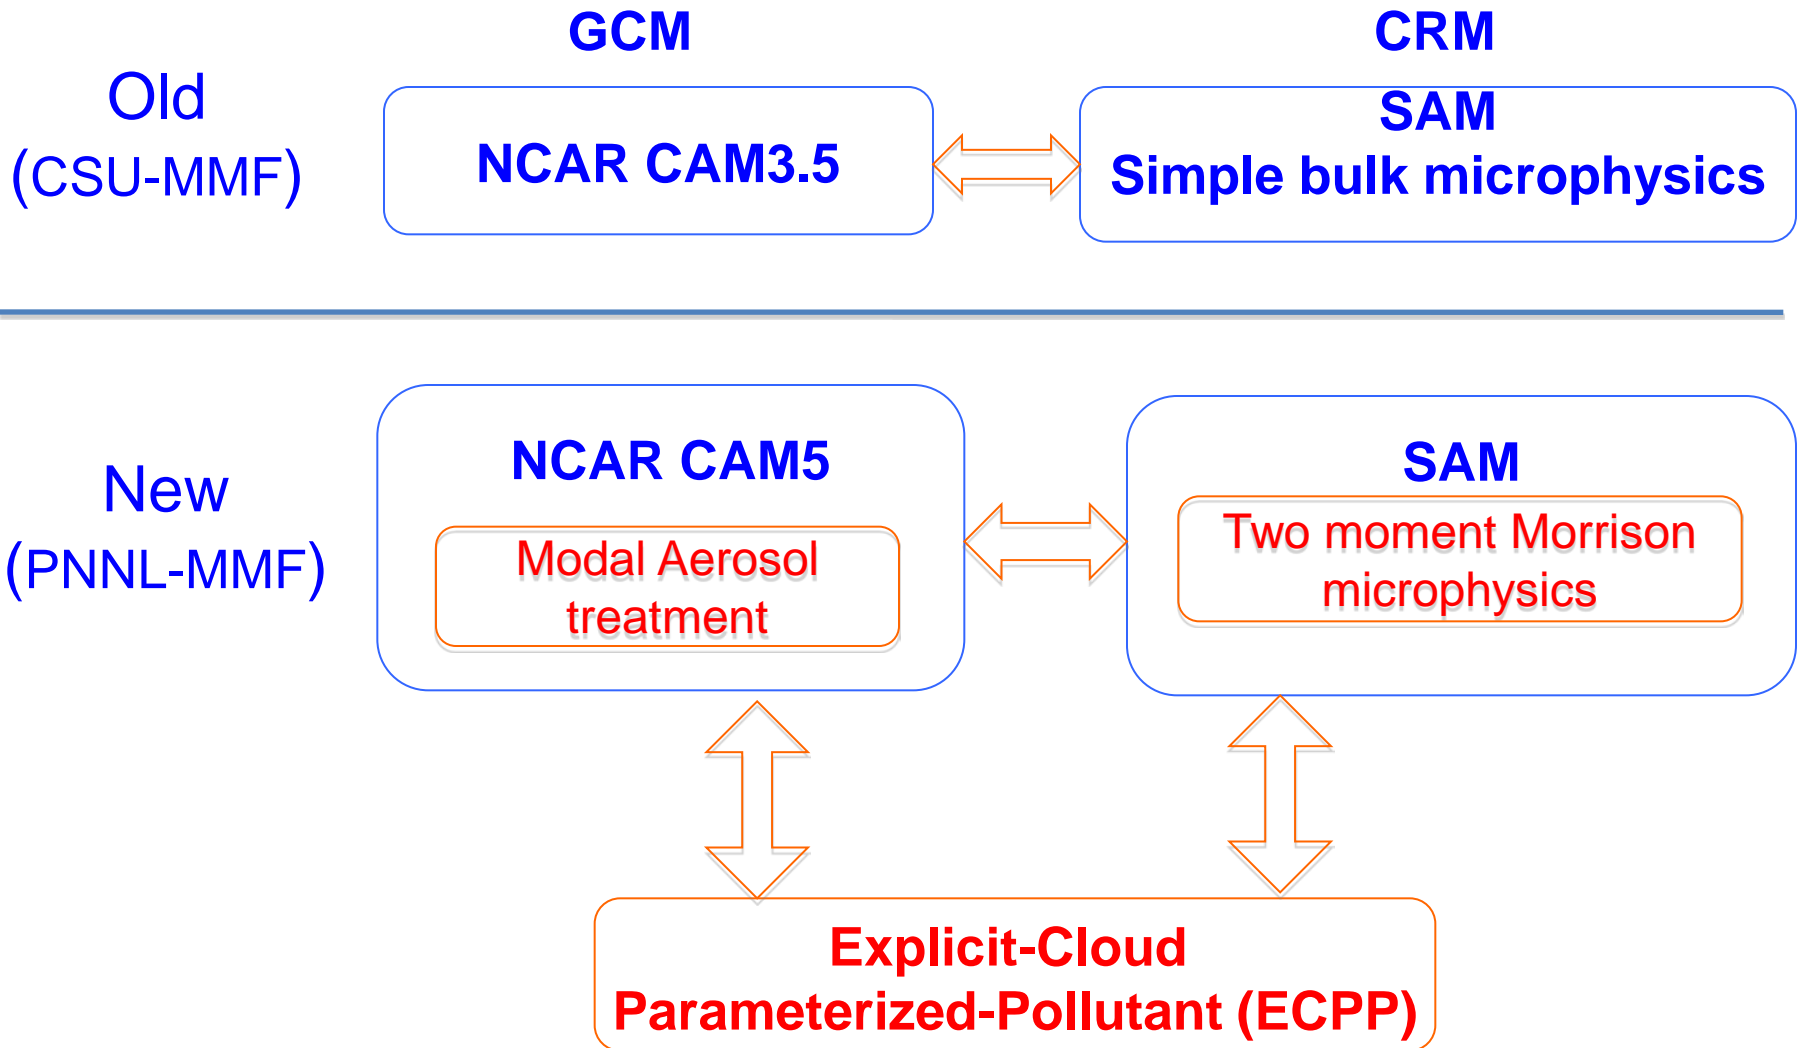 GCM
CRM
Old
(CSU-MMF)
NCAR CAM3.5
SAM
Simple bulk microphysics
New
(PNNL-MMF)
NCAR CAM5
Modal Aerosol
treatment
SAM
Two moment Morrison
microphysics
Explicit-Cloud
Parameterized-Pollutant (ECPP)